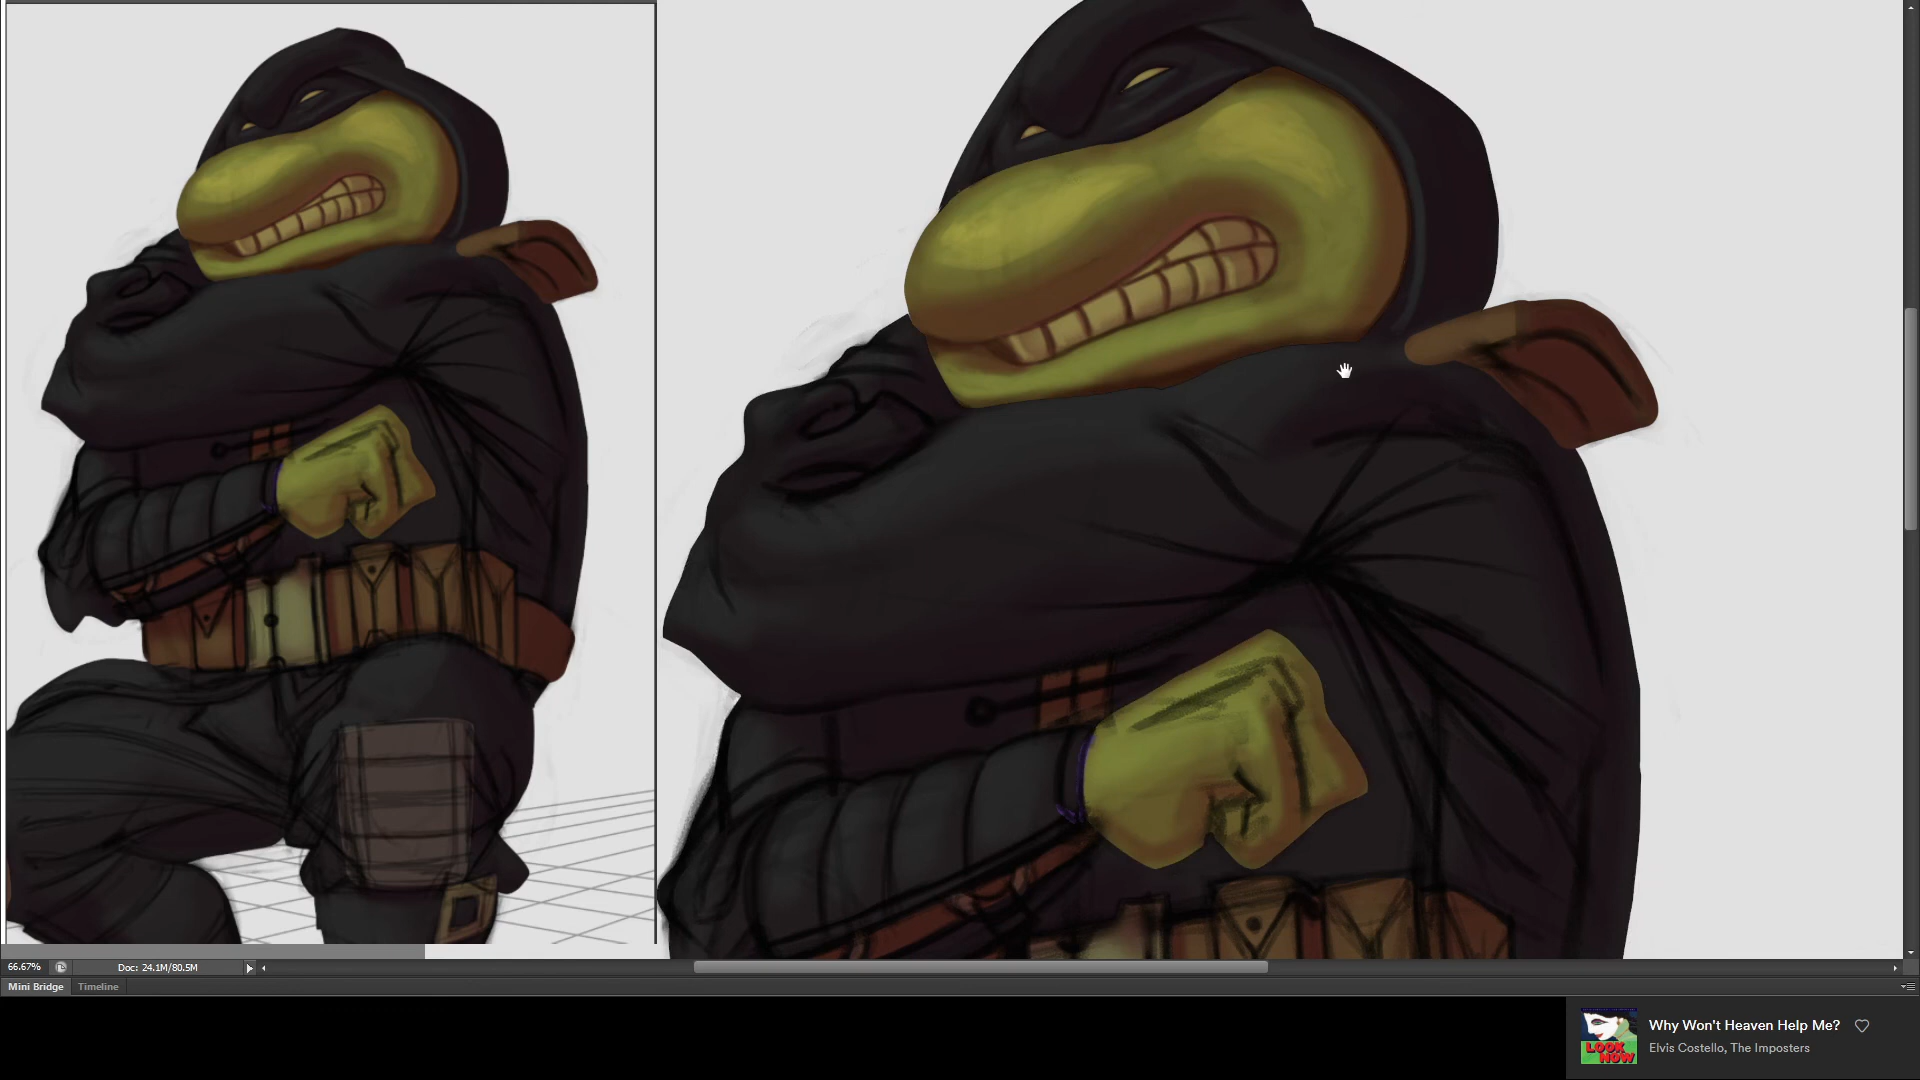 66.67%
Doc: 24.1M/80.5M
Mini Bridge
Timeline
LOOK
NOW
Why Won't Heaven Help Me?
Elvis Costello, The Imposters